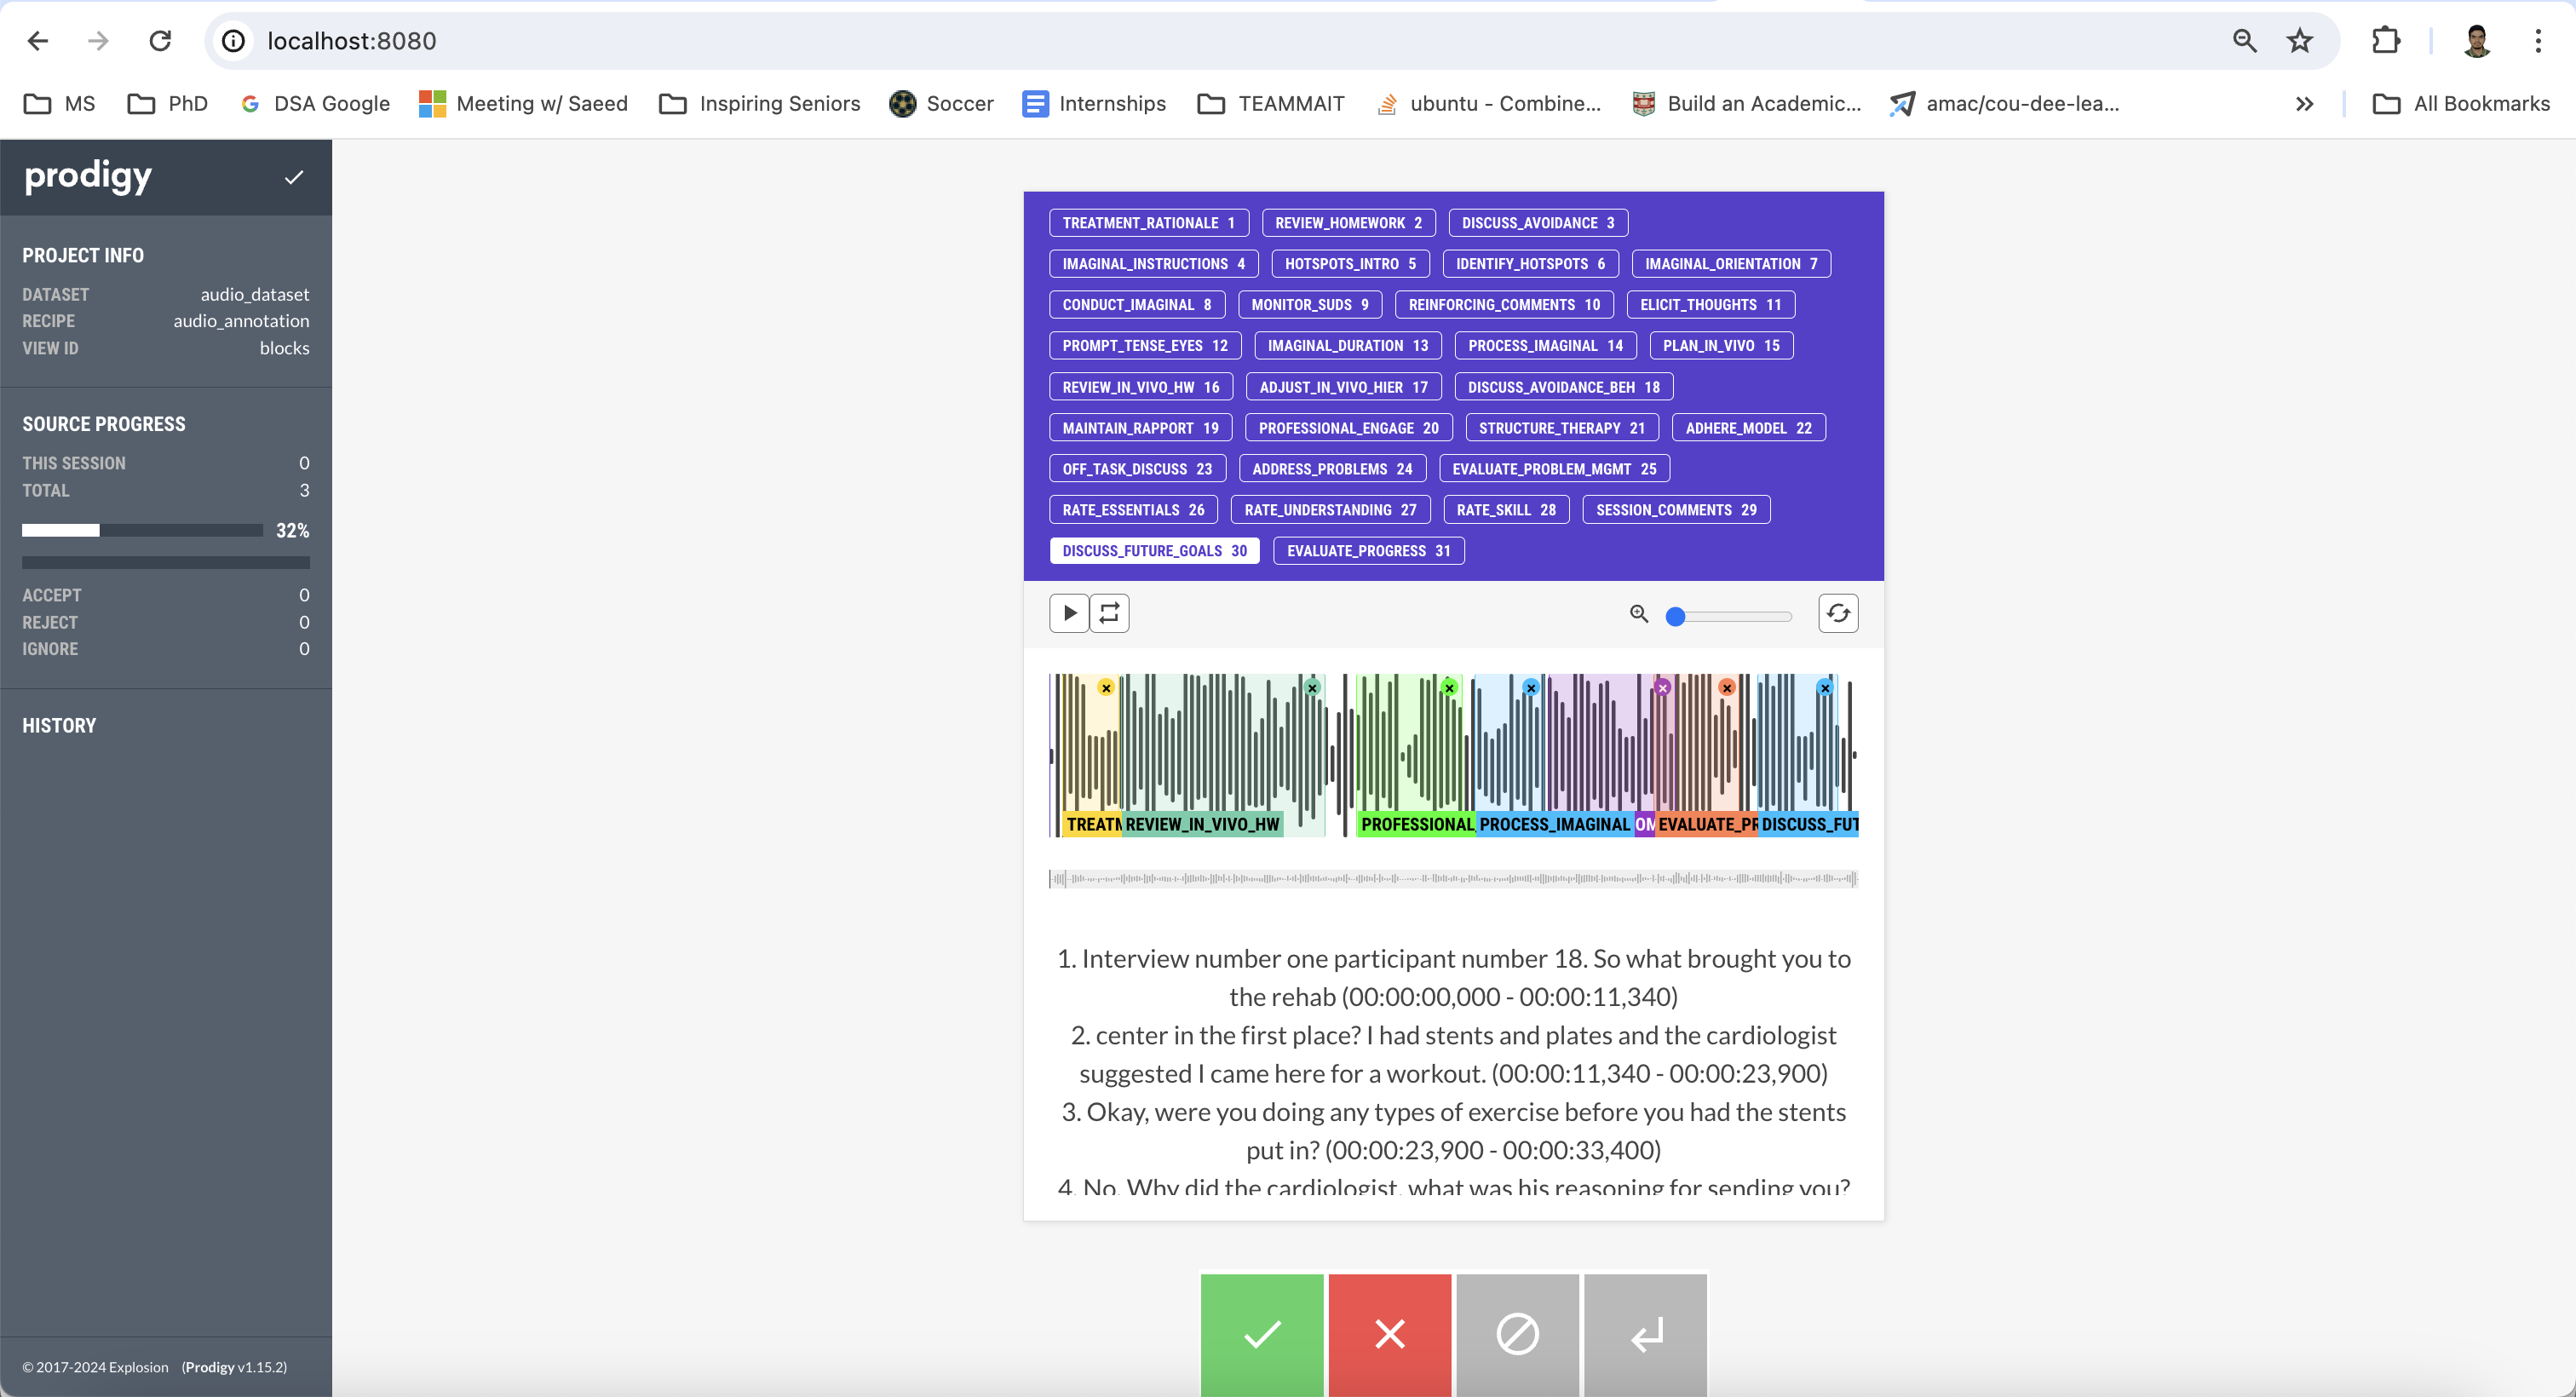 localhost:8080
MS PhD DSA Google Meeting w/ Saeed Inspiring Seniors Soccer Internships TEAMMAIT ubuntu - Combine... Build an Academic... amac/cou-dee-lea... » All Bookmarks
prodigy
PROJECT INFO
DATASET audio_dataset
RECIPE audio_annotation
VIEW ID blocks
SOURCE PROGRESS
THIS SESSION 0
TOTAL 3
32%
ACCEPT 0
REJECT 0
IGNORE 0
HISTORY
© 2017-2024 Explosion (Prodigy v1.15.2)
TREATMENT_RATIONALE 1 REVIEW_HOMEWORK 2 DISCUSS_AVOIDANCE 3
IMAGINAL_INSTRUCTIONS 4 HOTSPOTS_INTRO 5 IDENTIFY_HOTSPOTS 6 IMAGINAL_ORIENTATION 7
CONDUCT_IMAGINAL 8 MONITOR_SUDS 9 REINFORCING_COMMENTS 10 ELICIT_THOUGHTS 11
PROMPT_TENSE_EYES 12 IMAGINAL_DURATION 13 PROCESS_IMAGINAL 14 PLAN_IN_VIVO 15
REVIEW_IN_VIVO_HW 16 ADJUST_IN_VIVO_HIER 17 DISCUSS_AVOIDANCE_BEH 18
MAINTAIN_RAPPORT 19 PROFESSIONAL_ENGAGE 20 STRUCTURE_THERAPY 21 ADHERE_MODEL 22
OFF_TASK_DISCUSS 23 ADDRESS_PROBLEMS 24 EVALUATE_PROBLEM_MGMT 25
RATE_ESSENTIALS 26 RATE_UNDERSTANDING 27 RATE_SKILL 28 SESSION_COMMENTS 29
DISCUSS_FUTURE_GOALS 30 EVALUATE_PROGRESS 31
TREATM REVIEW_IN_VIVO_HW PROFESSIONAL_ PROCESS_IMAGINAL OM EVALUATE_PR DISCUSS_FUT
1. Interview number one participant number 18. So what brought you to
the rehab (00:00:00,000 - 00:00:11,340)
2. center in the first place? I had stents and plates and the cardiologist
suggested I came here for a workout. (00:00:11,340 - 00:00:23,900)
3. Okay, were you doing any types of exercise before you had the stents
put in? (00:00:23,900 - 00:00:33,400)
4. No. Why did the cardiologist, what was his reasoning for sending you?